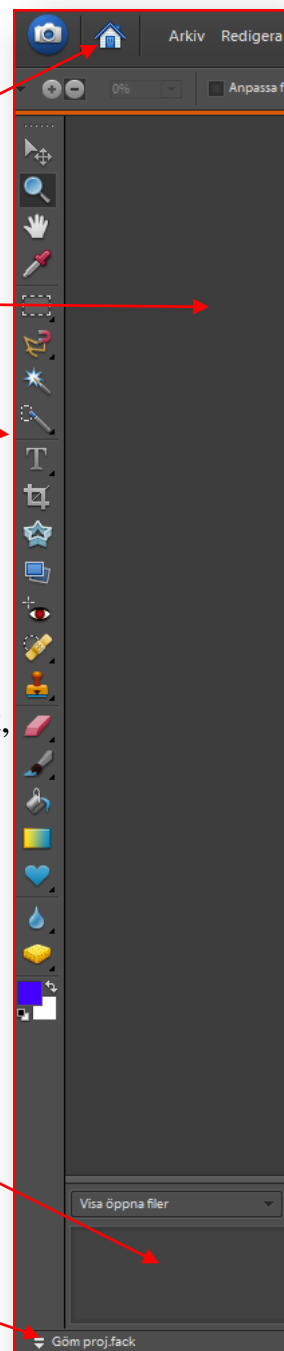 Arkiv Redigera
0%
Anpassa f
T
,
Visa öppna filer
Göm proj.fack